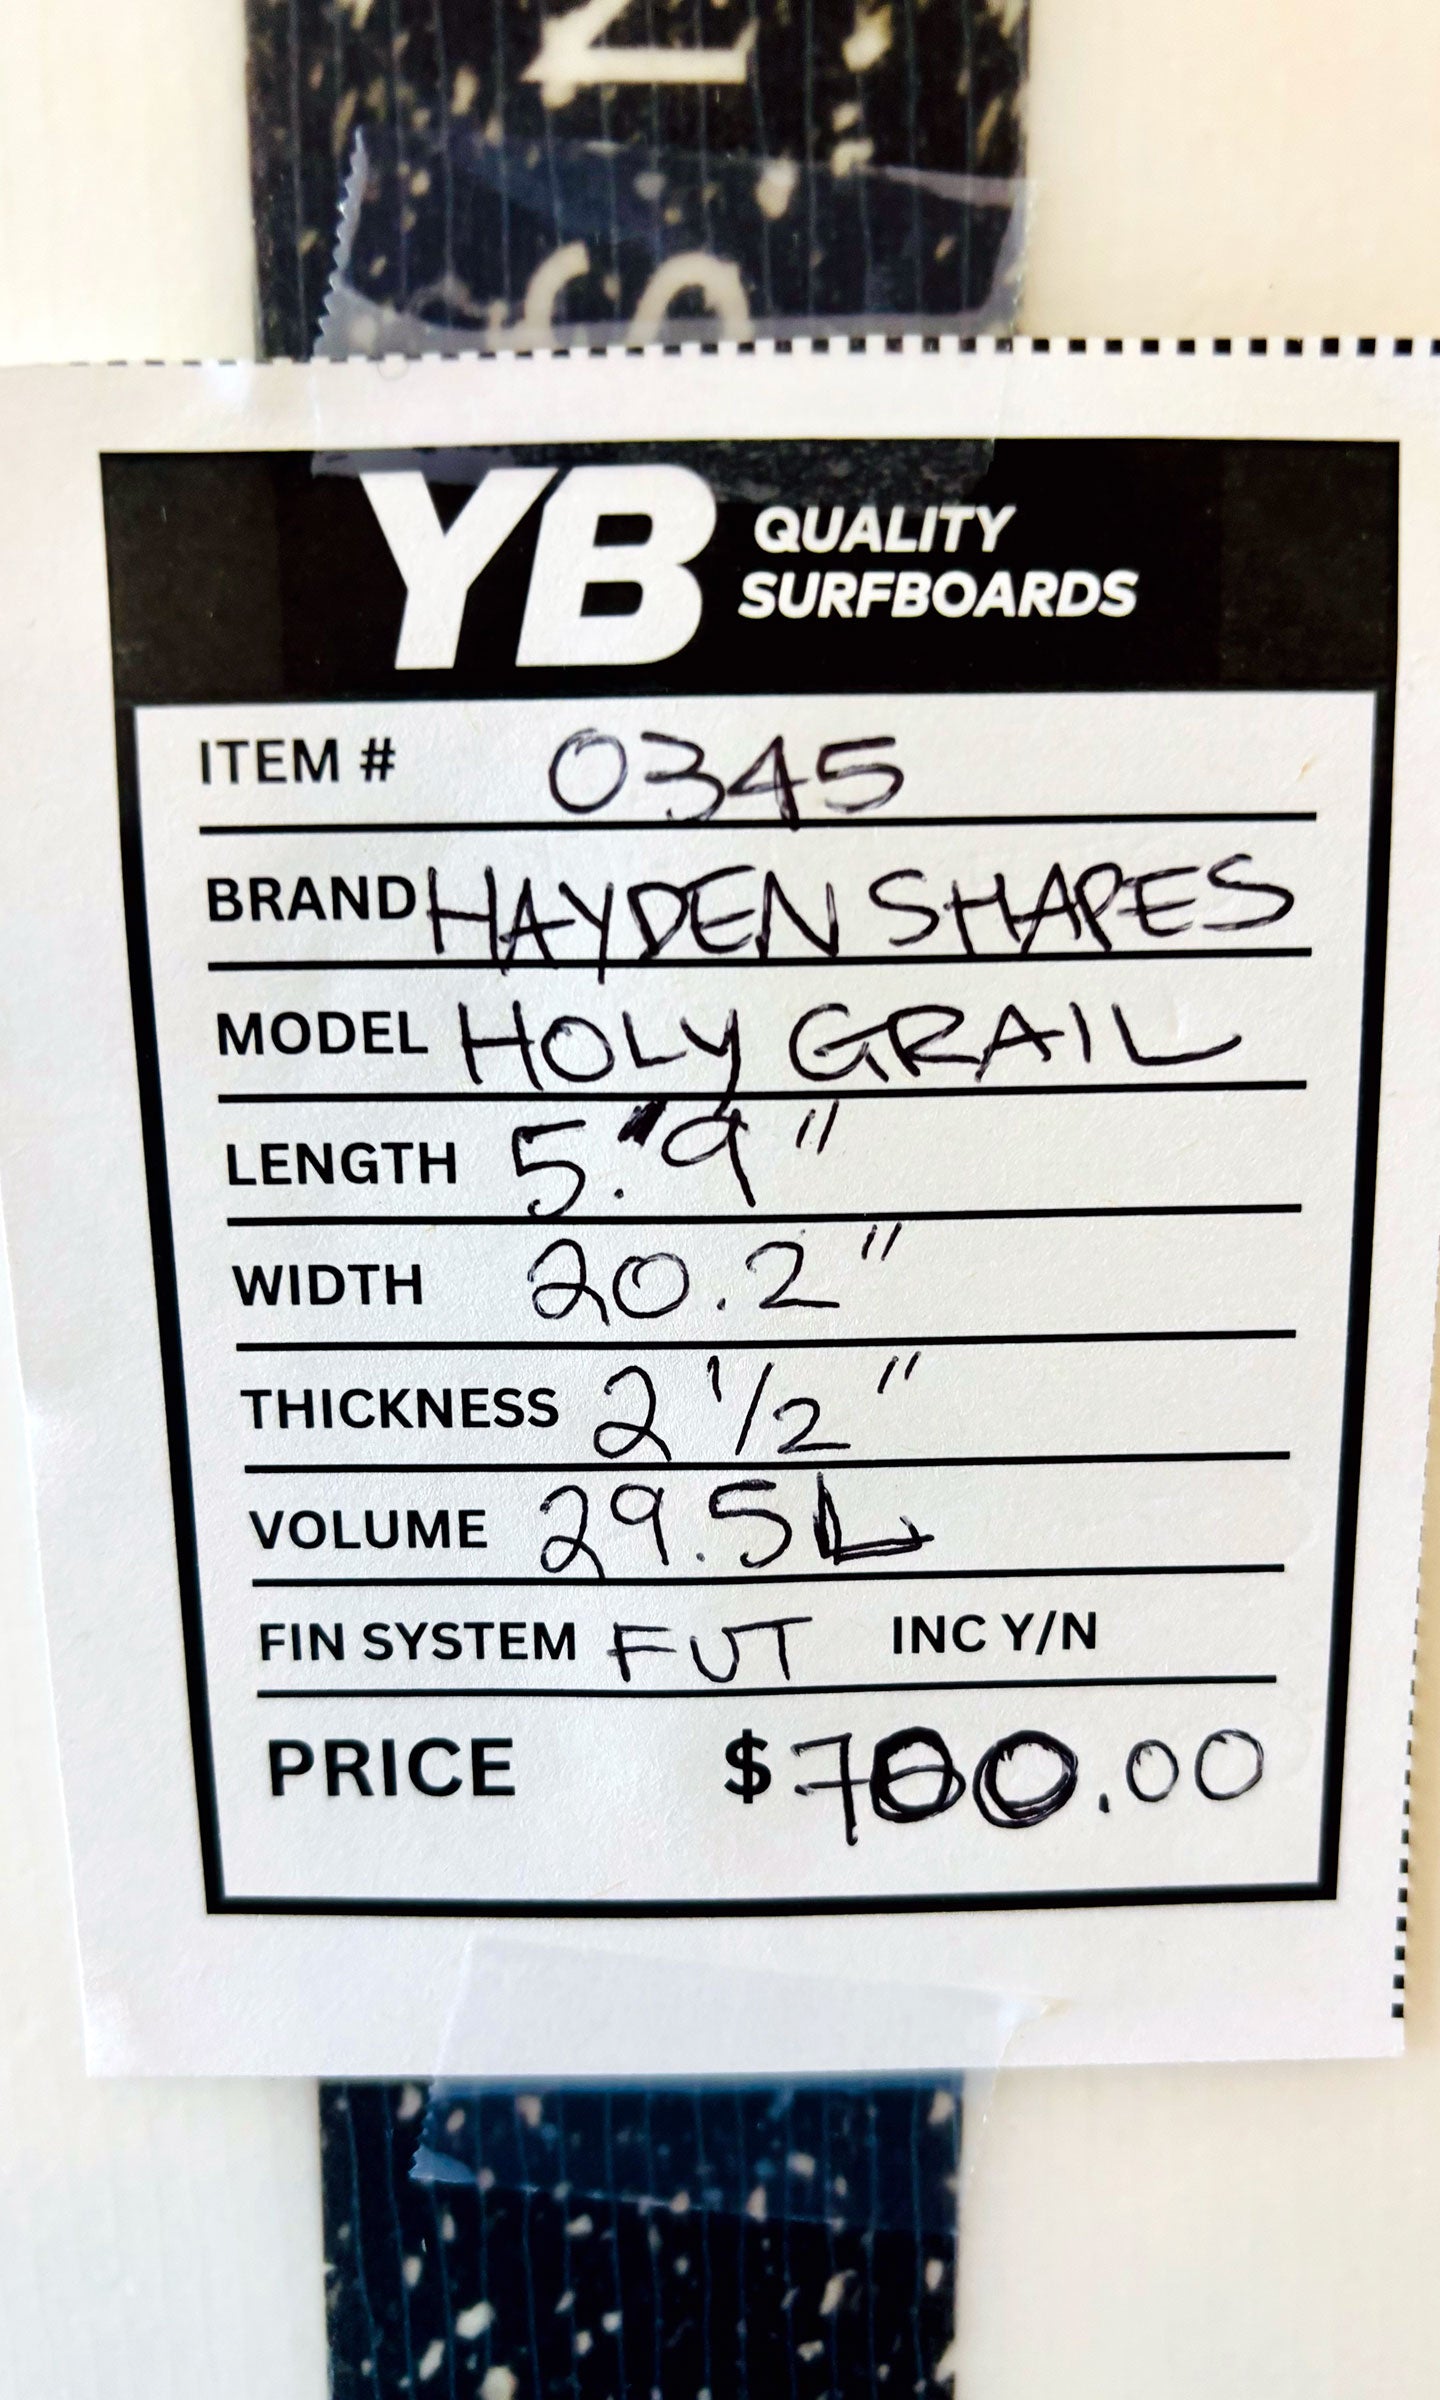 YB QUALITY
SURFBOARDS
ITEM # 0345
BRAND HAYDEN SHAPES
MODEL HOLY GRAIL
LENGTH 5.'9"
WIDTH 20.2"
THICKNESS 2 1/2"
VOLUME 29.5L
FIN SYSTEM FUT INC Y/N
PRICE $700.00